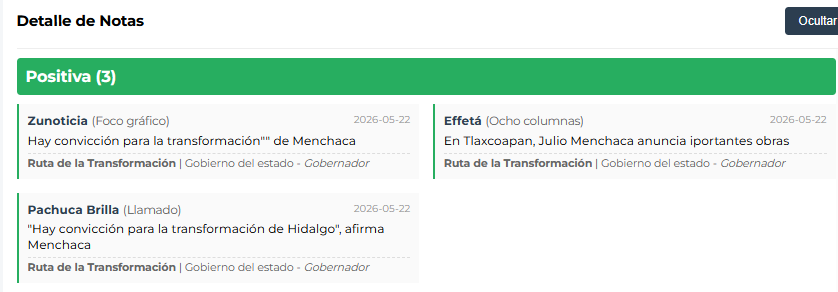 Detalle de Notas
Ocultar
Positiva (3)
Zunoticia (Foco gráfico) 2026-05-22
Hay convicción para la transformación"" de Menchaca
Ruta de la Transformación | Gobierno del estado - Gobernador
Effetá (Ocho columnas) 2026-05-22
En Tlaxcoapan, Julio Menchaca anuncia iportantes obras
Ruta de la Transformación | Gobierno del estado - Gobernador
Pachuca Brilla (Llamado) 2026-05-22
"Hay convicción para la transformación de Hidalgo", afirma
Menchaca
Ruta de la Transformación | Gobierno del estado - Gobernador